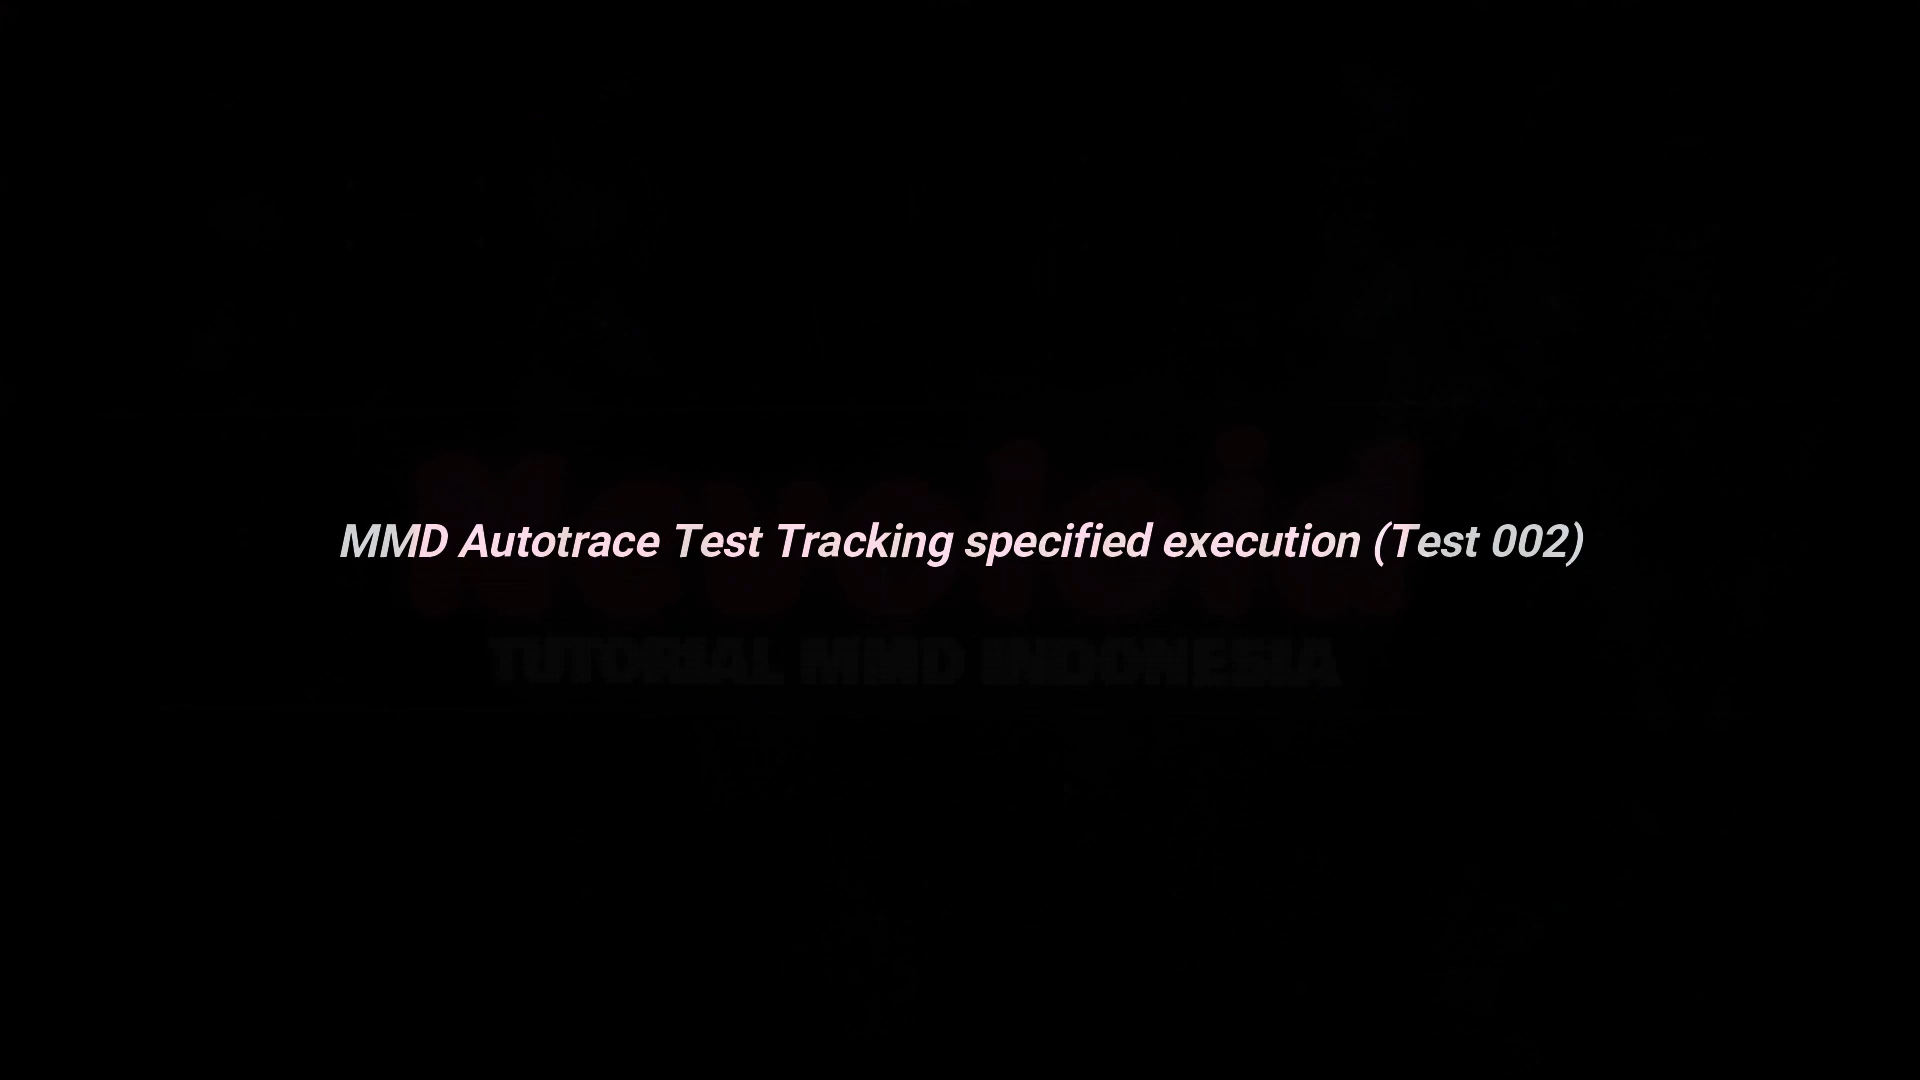 MMD Autotrace Test Tracking specified execution (Test 002)
TUTORIAL MMD INDONESIA